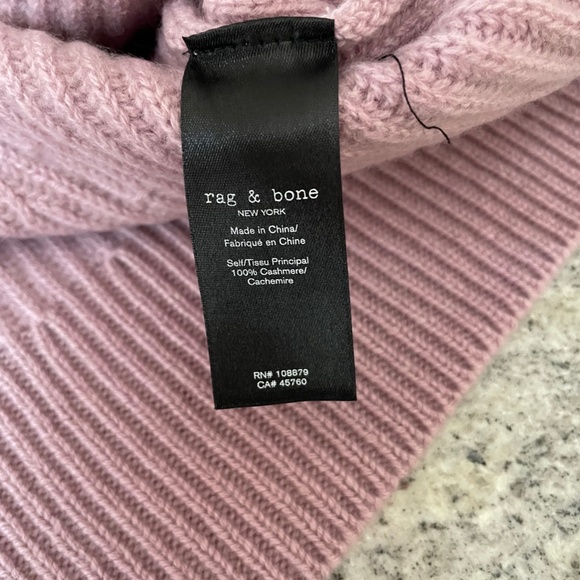 rag & bone
NEW YORK
Made in China/
Fabriqué en Chine
Self/Tissu Principal
100% Cashmere/
Cachemire
RN# 108879
CA# 45760